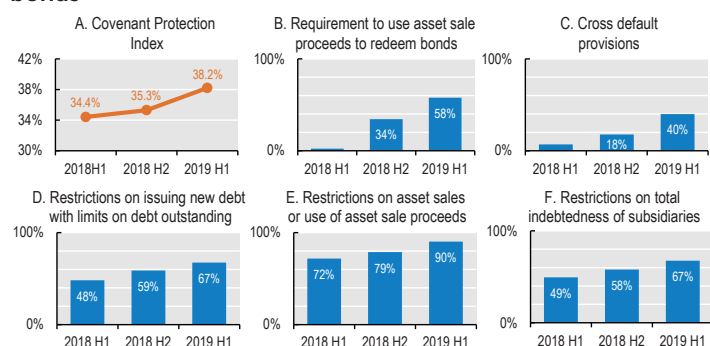 bonds
A. Covenant Protection
Index
42%
38%
34%
30%
34.4%
35.3%
38.2%
2018H1 2018 H2 2019 H1
B. Requirement to use asset sale
proceeds to redeem bonds
100%
0%
34%
58%
2018 H1 2018 H2 2019 H1
C. Cross default
provisions
100%
0%
18%
40%
2018 H1 2018 H2 2019 H1
D. Restrictions on issuing new debt
with limits on debt outstanding
100%
0%
48%
59%
67%
2018 H1 2018 H2 2019 H1
E. Restrictions on asset sales
or use of asset sale proceeds
100%
0%
72%
79%
90%
2018 H1 2018 H2 2019 H1
F. Restrictions on total
indebtedness of subsidiaries
100%
0%
49%
58%
67%
2018 H1 2018 H2 2019 H1